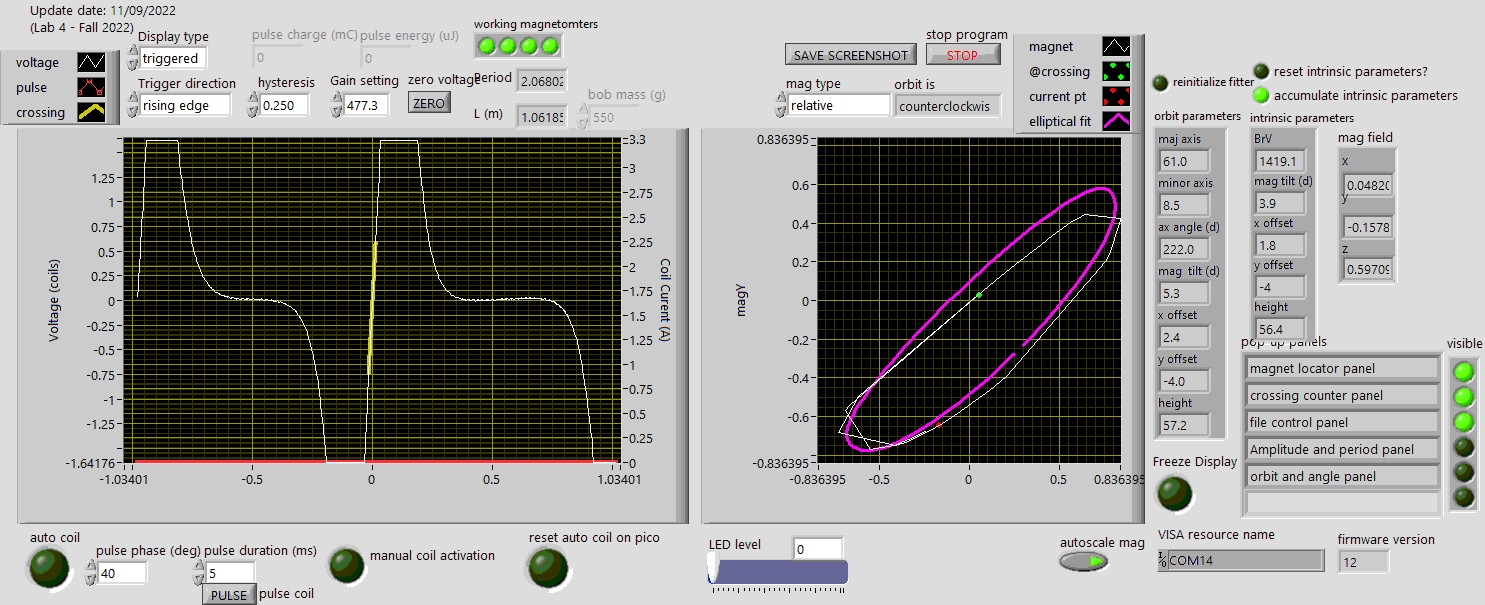 Update date: 11/09/2022
(Lab 4 - Fall 2022)
voltage
pulse
crossing
Display type
triggered
Trigger direction
rising edge
pulse charge (mC)
0
pulse energy (uJ)
0
hysteresis
0.250
Gain setting
477.3
zero voltage
ZERO
working magnetomters
Period
2.0680
L (m)
1.0618
bob mass (g)
550
stop program
SAVE SCREENSHOT
STOP
mag type
relative
orbit is
counterclockwis
magnet
@crossing
current pt
elliptical fit
reinitialize fitter
reset intrinsic parameters?
accumulate intrinsic parameters
orbit parameters
maj axis
61.0
minor axis
8.5
ax angle (d)
222.0
mag tilt (d)
5.3
x offset
2.4
y offset
-4.0
height
57.2
intrinsic parameters
BrV
1419.1
mag tilt (d)
3.9
x offset
1.8
y offset
-4
height
56.4
mag field
x
0.0482
y
-0.1578
z
0.5970
Voltage (coils)
1.25
1
0.75
0.5
0.25
0
-0.25
-0.5
-0.75
-1
-1.25
-1.64176
-1.03401
-0.5
0
0.5
1.03401
3.3
3
2.75
2.5
2.25
2
1.75
1.5
1.25
1
0.75
0.5
0.25
0
Coil Curent (A)
magy
0.836395
0.6
0.4
0.2
0
-0.2
-0.4
-0.6
-0.836395
-0.836395
-0.5
0
0.5
0.836395
pop-up panels
visible
magnet locator panel
crossing counter panel
file control panel
Amplitude and period panel
orbit and angle panel
Freeze Display
auto coil
pulse phase (deg)
40
pulse duration (ms)
5
PULSE
pulse coil
manual coil activation
reset auto coil on pico
LED level
0
autoscale mag
VISA resource name
COM14
firmware version
12